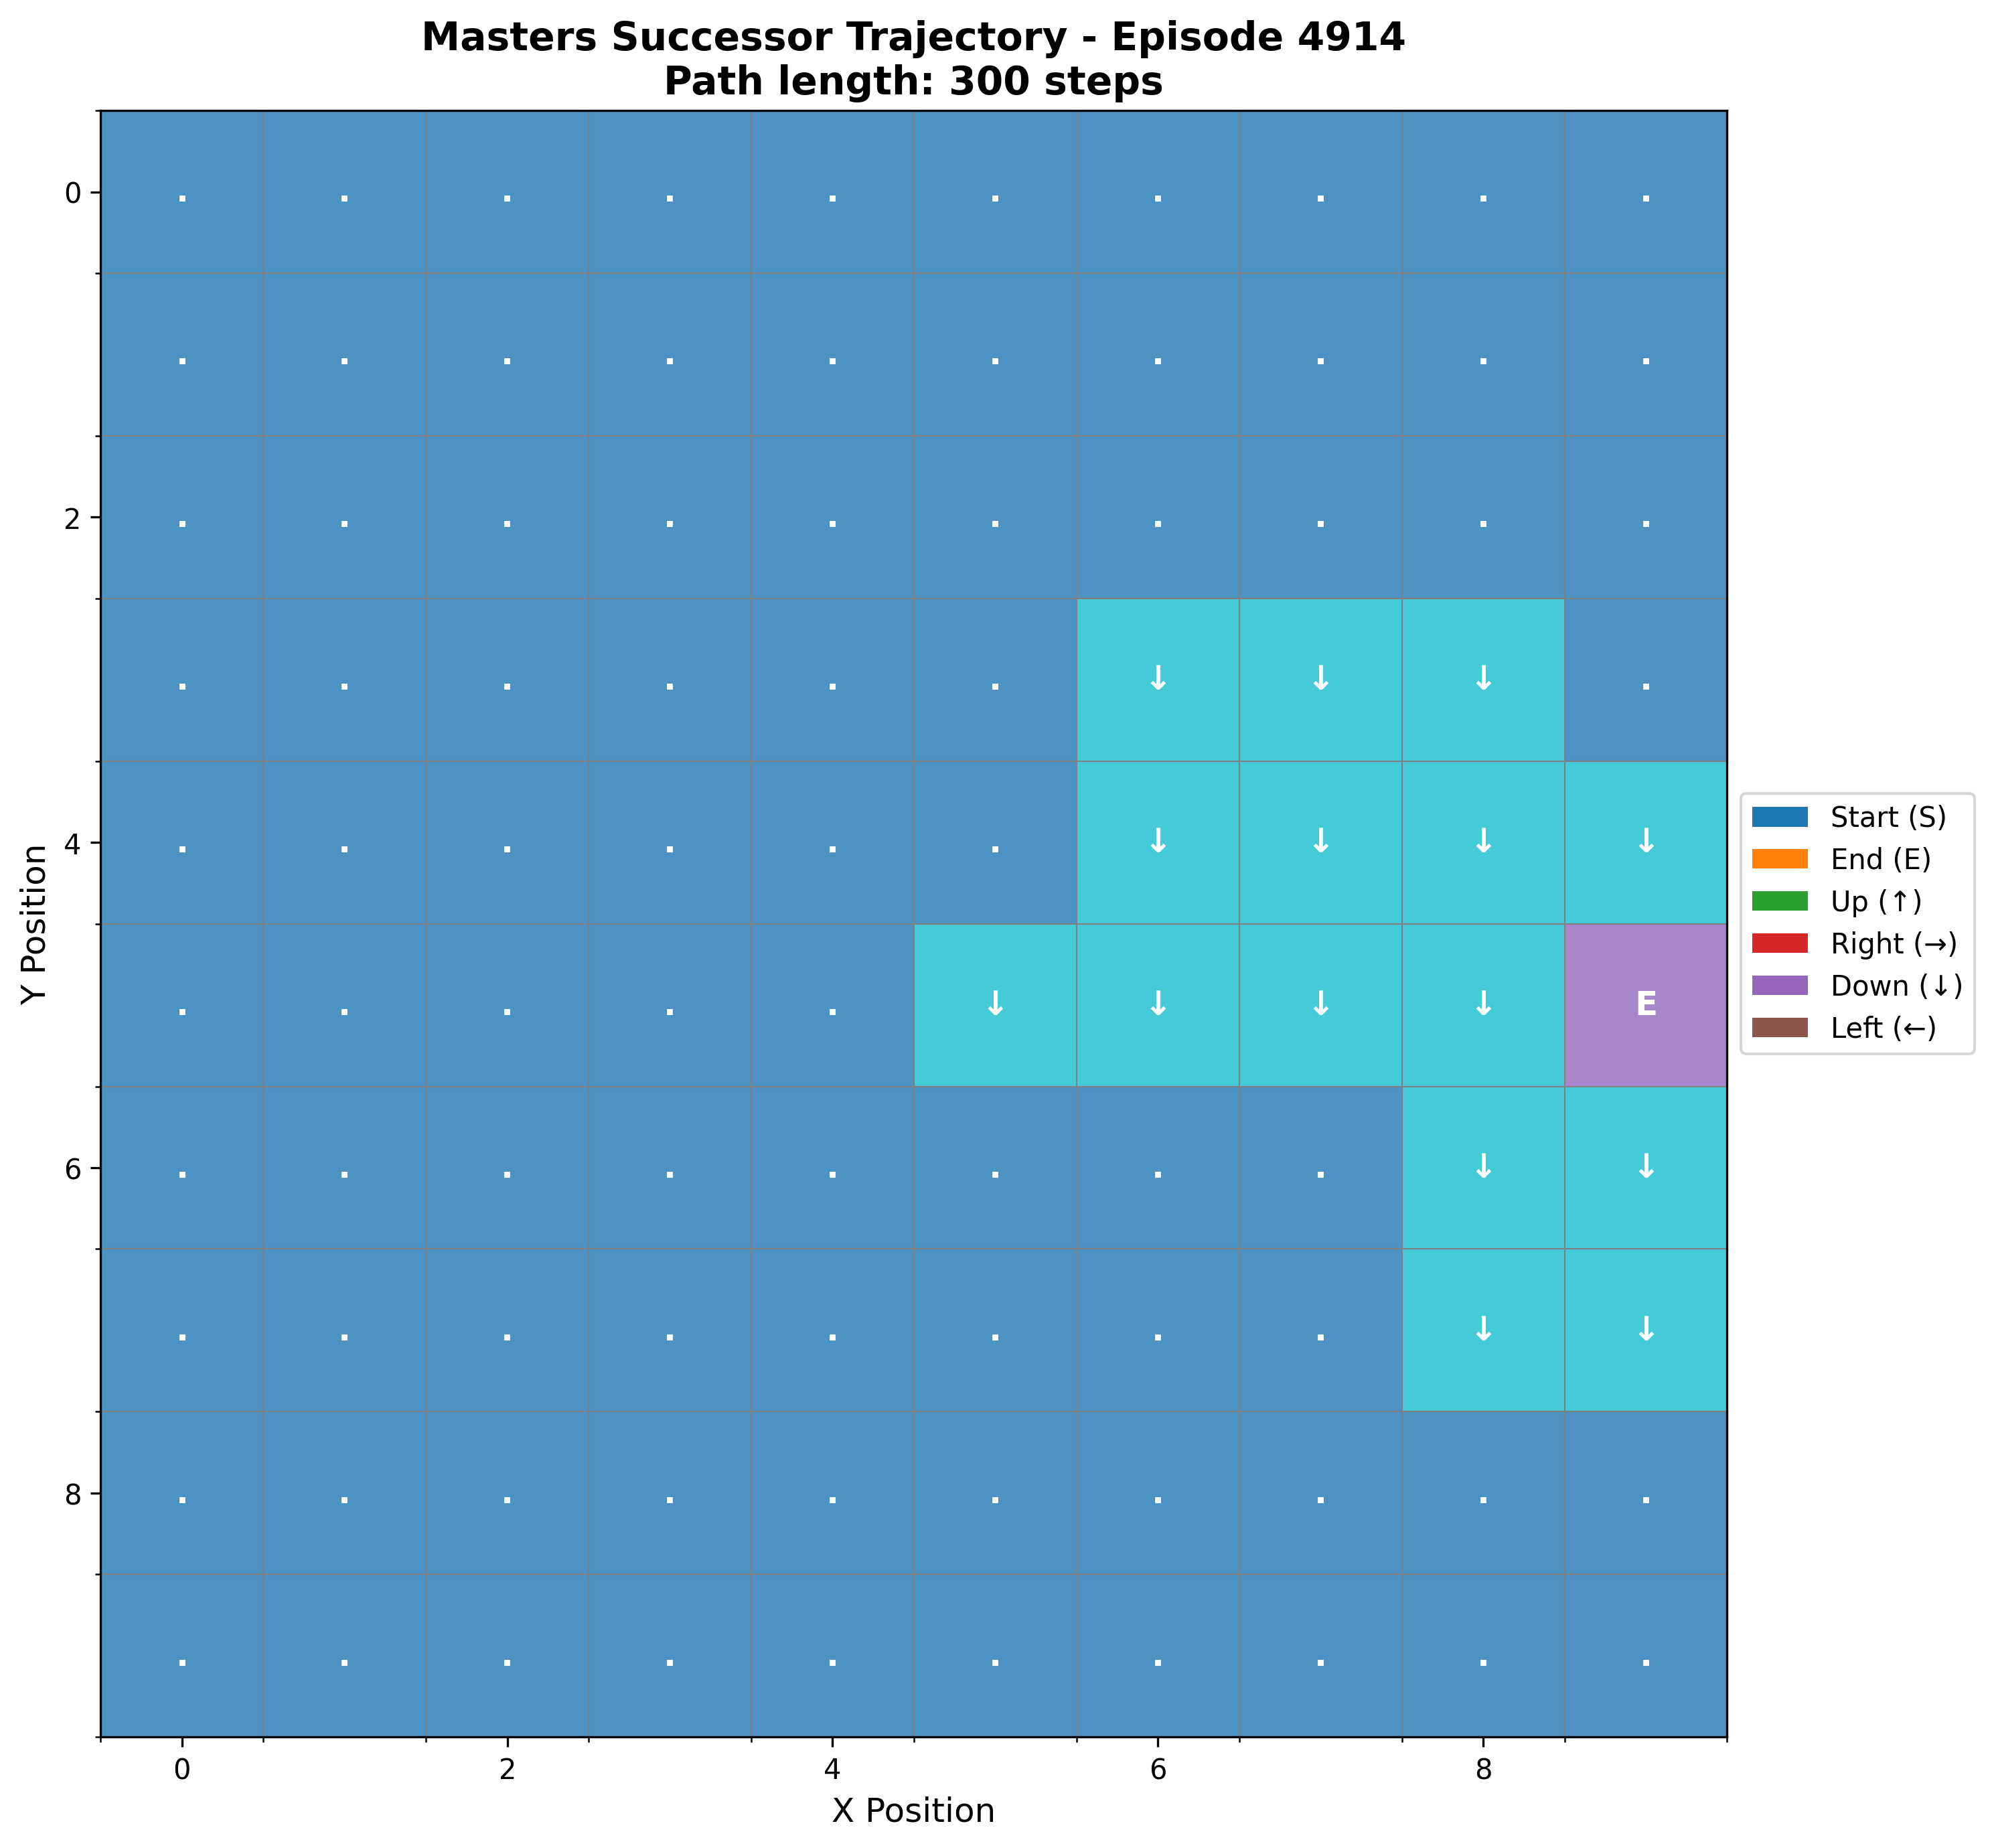 Masters Successor Trajectory - Episode 4914
Path length: 300 steps
0 . . . . . . . . . .
. . . . . . . . . .
2 . . . . . . . . . .
. . . . . . ↓ ↓ ↓ .
4 . . . . . . ↓ ↓ ↓ ↓
. . . . . ↓ ↓ ↓ ↓ E
6 . . . . . . . . ↓ ↓
. . . . . . . . ↓ ↓
8 . . . . . . . . . .
. . . . . . . . . .
0 2 4 6 8
X Position
Y Position
Start (S)
End (E)
Up (↑)
Right (→)
Down (↓)
Left (←)